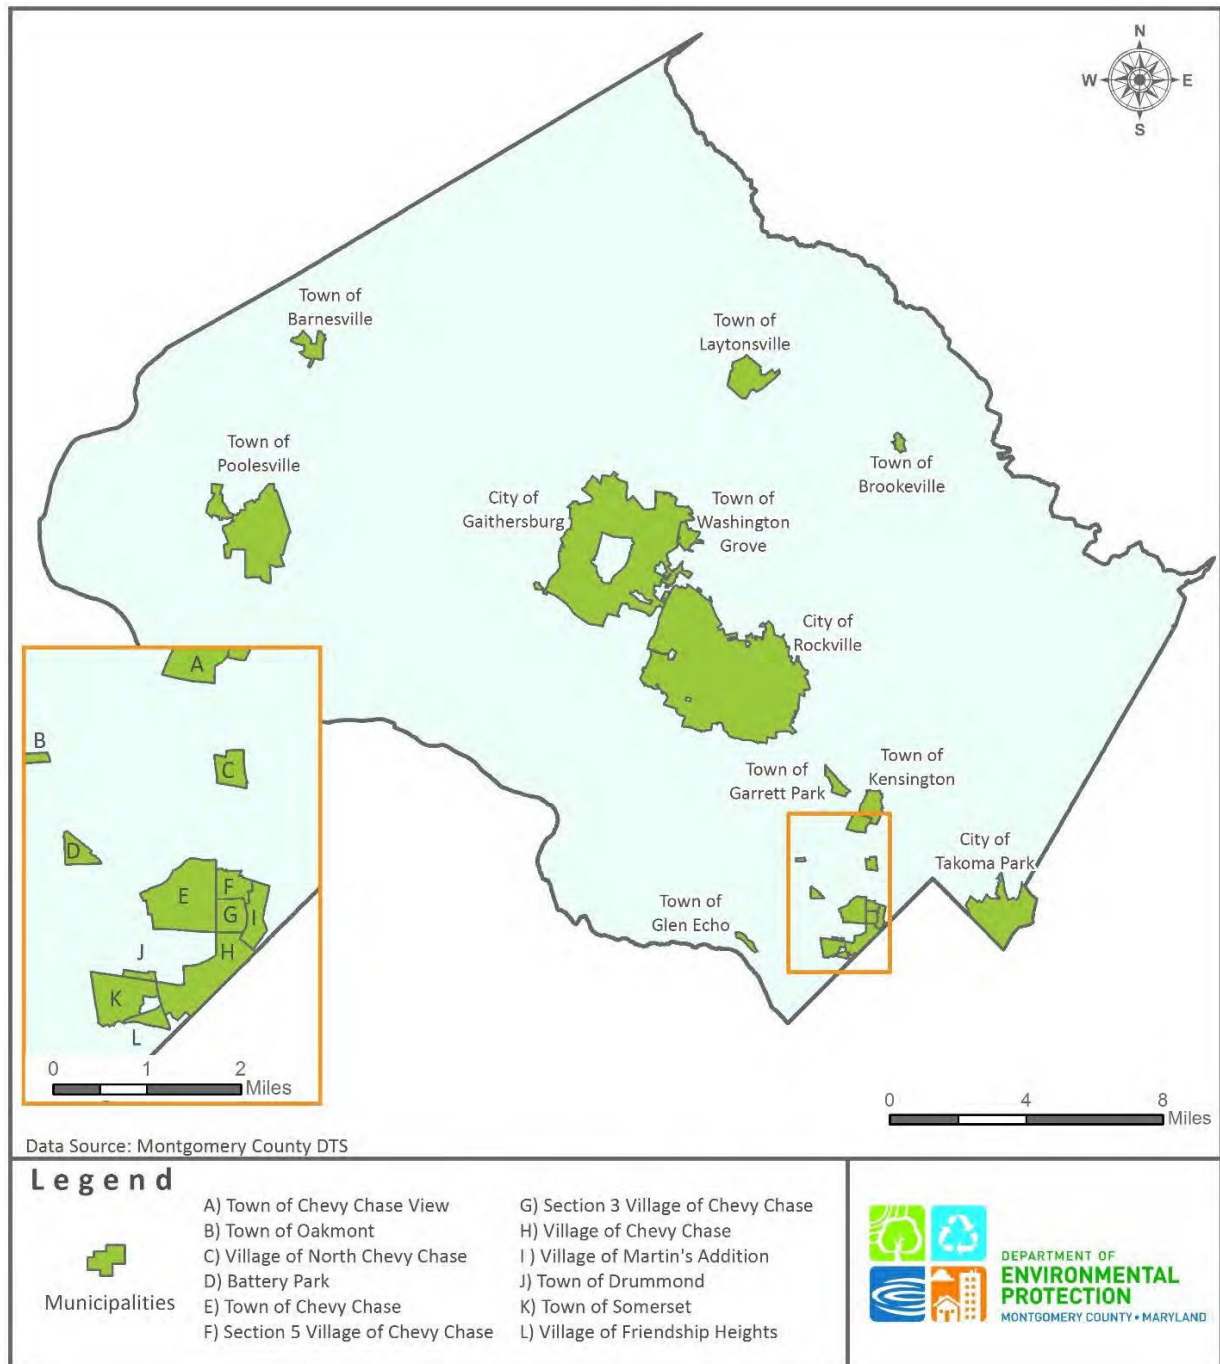 N
W E
S
Town of
Barnesville
Town of
Laytonsville
Town of
Poolesville
Town of
Brookeville
City of
Gaithersburg
Town of
Washington
Grove
City of
Rockville
Town of
Garrett Park
Town of
Kensington
City of
Takoma Park
Town of
Glen Echo
A
B
C
D
E
F
G
I
H
J
K
L
0 1 2
Miles
0 4 8
Miles
Data Source: Montgomery County DTS
Legend
Municipalities
A) Town of Chevy Chase View
B) Town of Oakmont
C) Village of North Chevy Chase
D) Battery Park
E) Town of Chevy Chase
F) Section 5 Village of Chevy Chase
G) Section 3 Village of Chevy Chase
H) Village of Chevy Chase
I ) Village of Martin's Addition
J) Town of Drummond
K) Town of Somerset
L) Village of Friendship Heights
DEPARTMENT OF
ENVIRONMENTAL
PROTECTION
MONTGOMERY COUNTY • MARYLAND